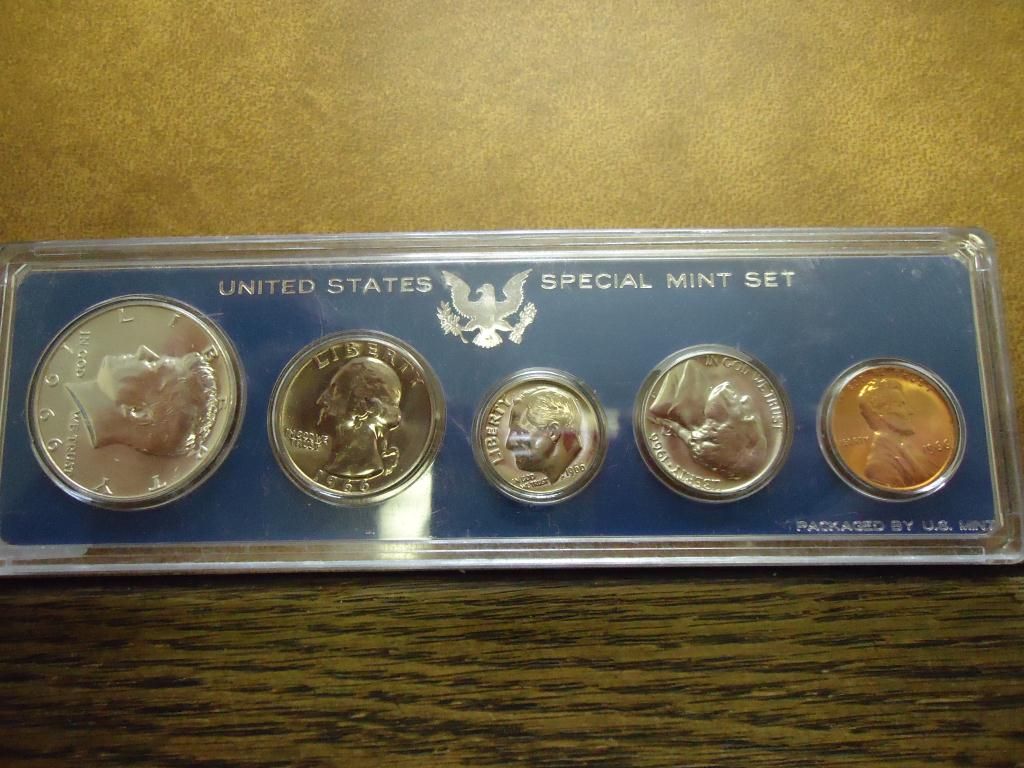 UNITED STATES SPECIAL MINT SET
LIBERTY
IN GOD
WE TRUST
1966
LIBERTY
IN GOD
WE TRUST
1966
LIBERTY
IN GOD
WE TRUST
1966
IN GOD WE TRUST
LIBERTY · 1966
LIBERTY
1966
PACKAGED BY U.S. MINT